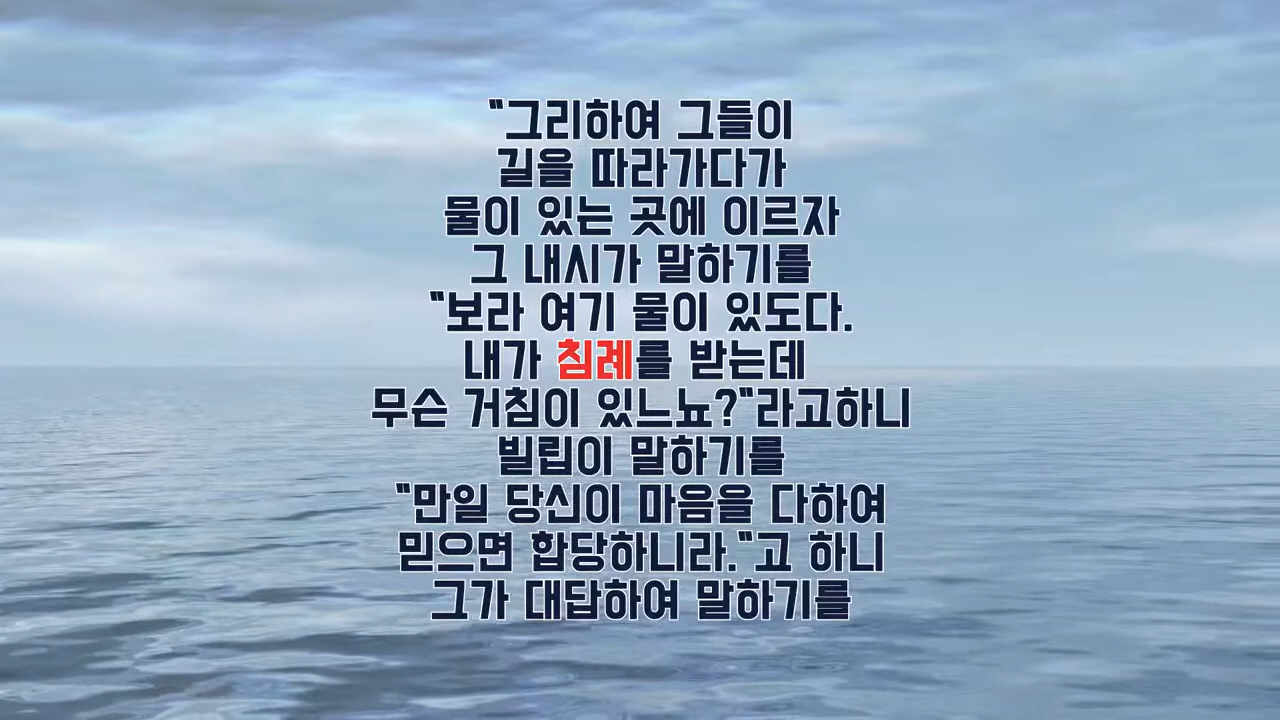 "그리하여 그들이
길을 따라가다가
물이 있는 곳에 이르자
그 내시가 말하기를
"보라 여기 물이 있도다.
내가 침례를 받는데
무슨 거침이 있느뇨?"라고하니
빌립이 말하기를
"만일 당신이 마음을 다하여
믿으면 합당하니라."고 하니
그가 대답하여 말하기를